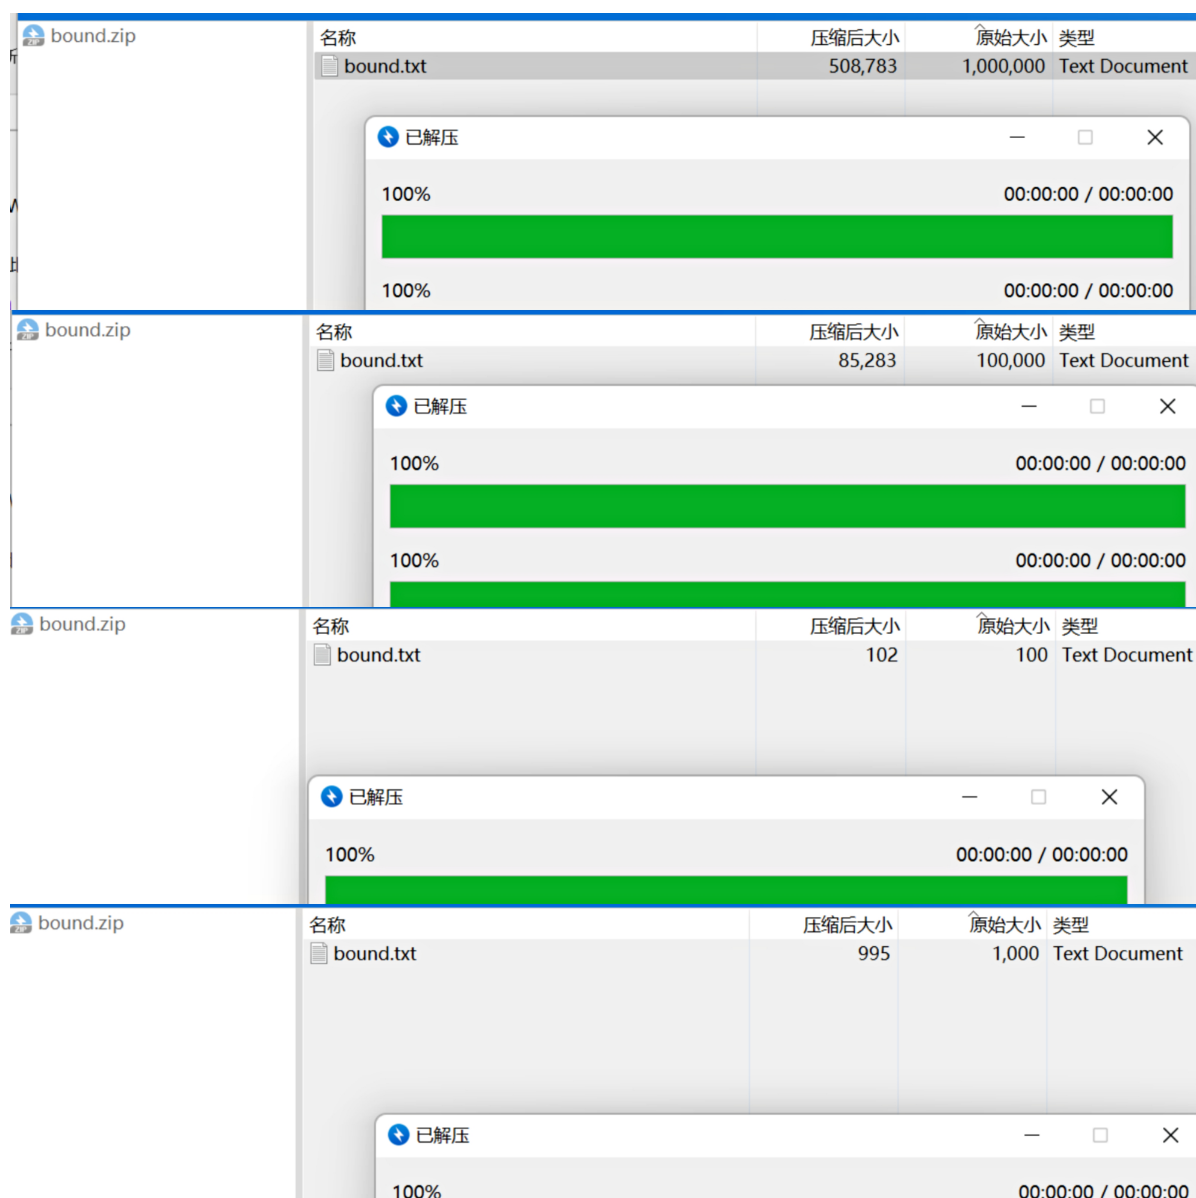 bound.zip
名称 压缩后大小 原始大小 类型
bound.txt 508,783 1,000,000 Text Document
已解压
100% 00:00:00 / 00:00:00
100% 00:00:00 / 00:00:00
bound.zip
名称 压缩后大小 原始大小 类型
bound.txt 85,283 100,000 Text Document
已解压
100% 00:00:00 / 00:00:00
100% 00:00:00 / 00:00:00
bound.zip
名称 压缩后大小 原始大小 类型
bound.txt 102 100 Text Document
已解压
100% 00:00:00 / 00:00:00
bound.zip
名称 压缩后大小 原始大小 类型
bound.txt 995 1,000 Text Document
已解压
100% 00:00:00 / 00:00:00